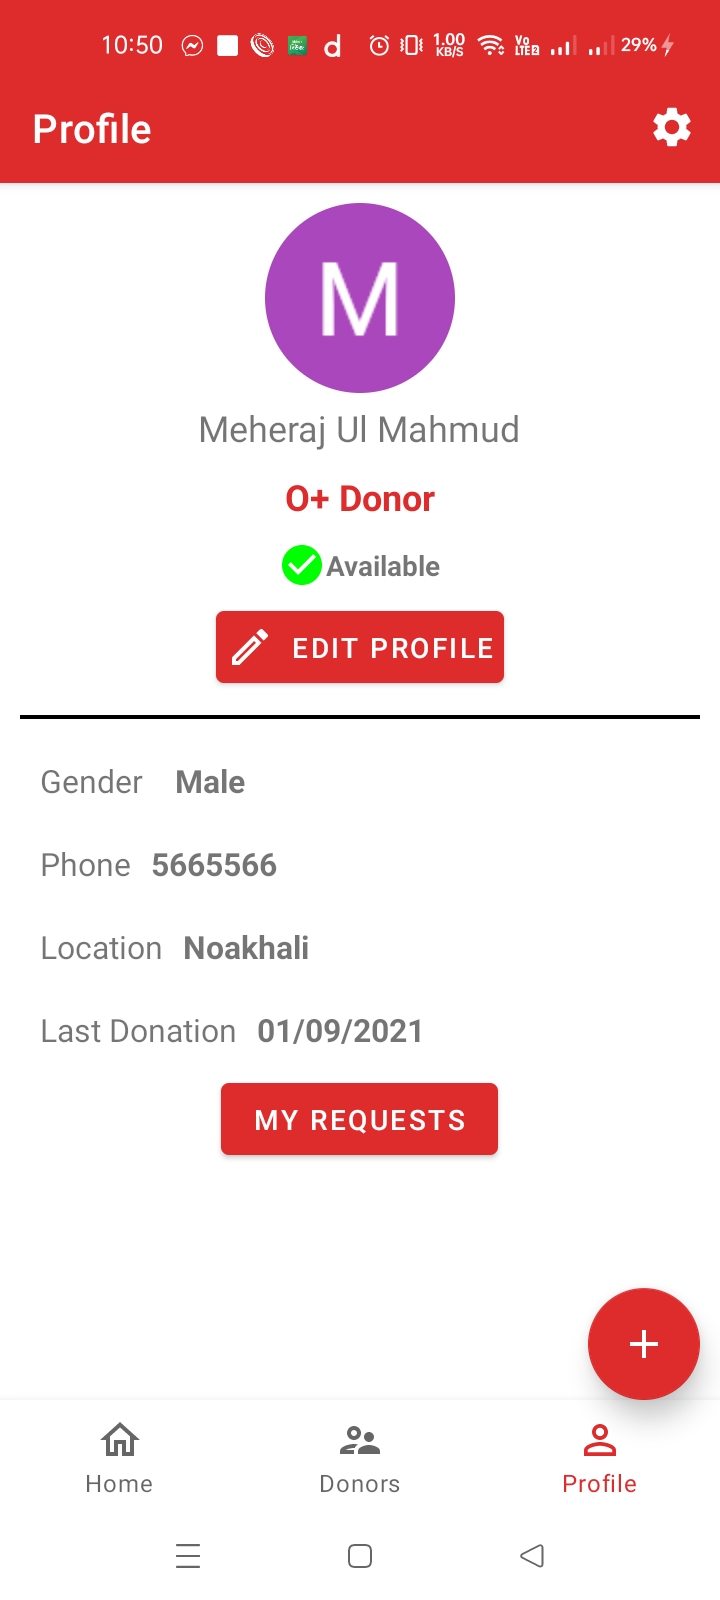 10:50 d 1.00 KB/S Vo LTE2 29%
Profile
M
Meheraj Ul Mahmud
O+ Donor
Available
EDIT PROFILE
Gender Male
Phone 5665566
Location Noakhali
Last Donation 01/09/2021
MY REQUESTS
+
Home Donors Profile